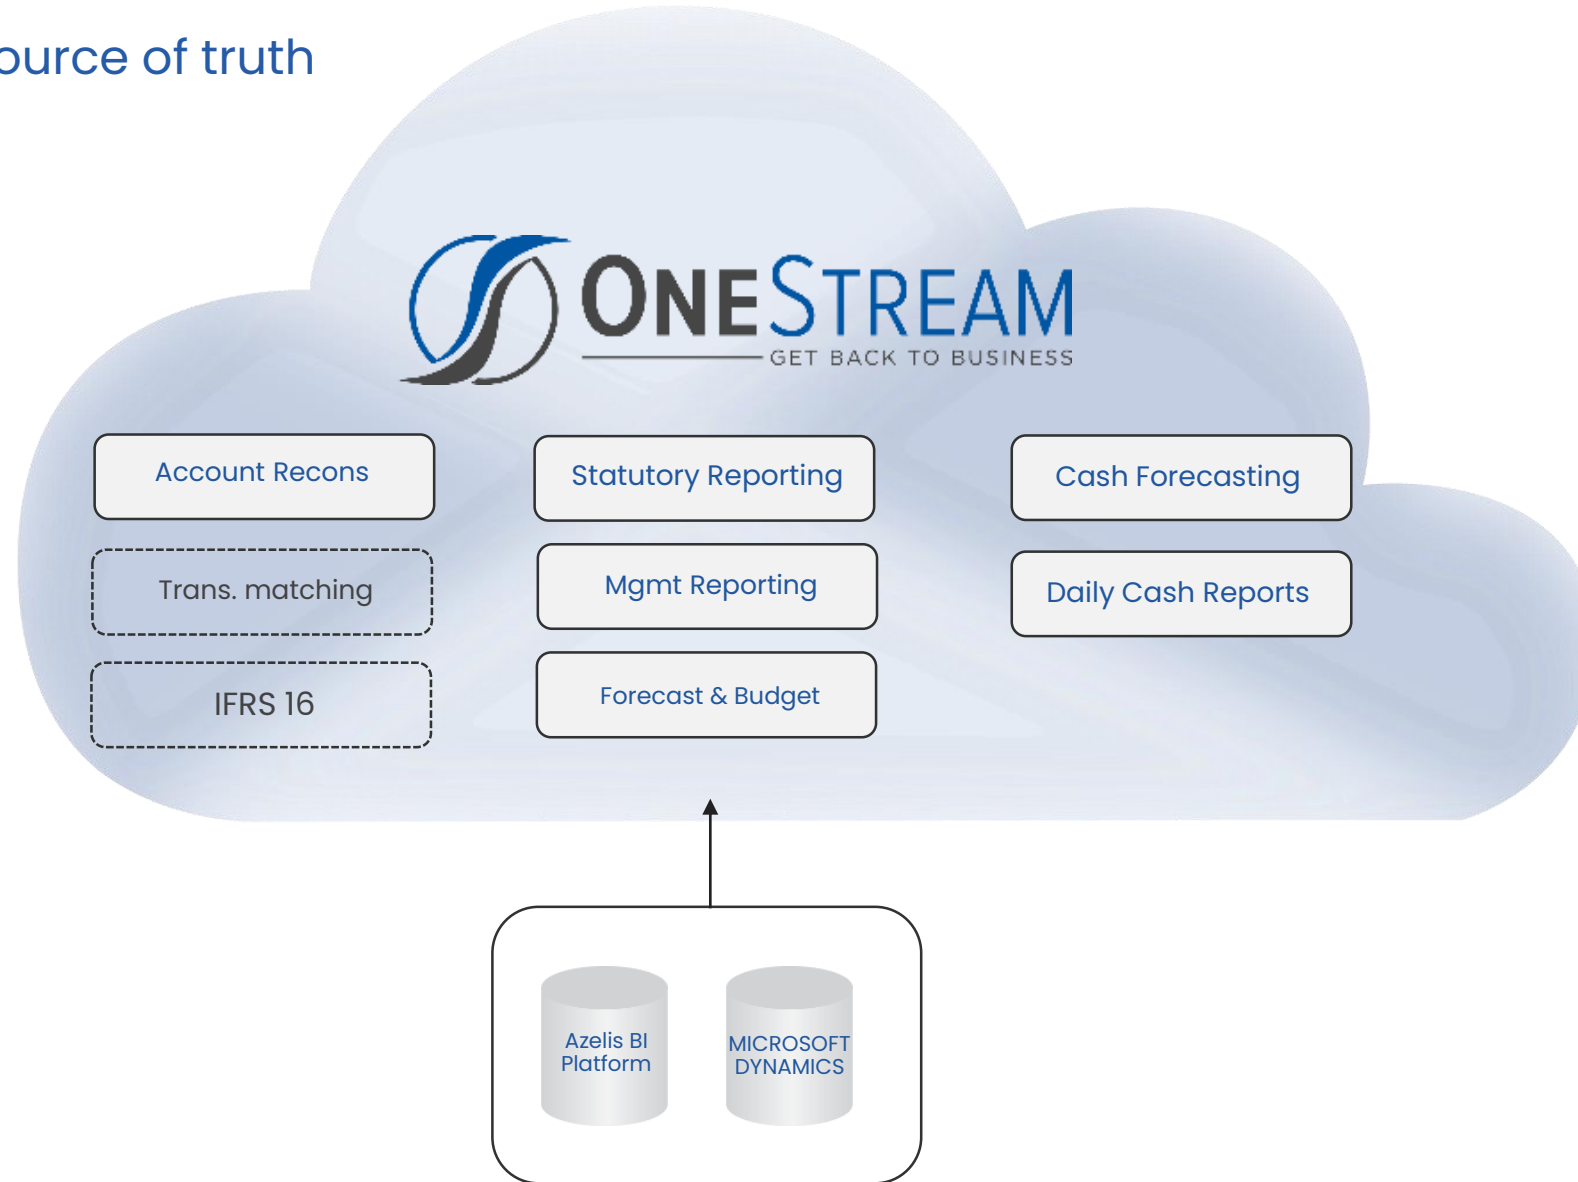 ource of truth
ONESTREAM
GET BACK TO BUSINESS
Account Recons
Statutory Reporting
Cash Forecasting
Trans. matching
Mgmt Reporting
Daily Cash Reports
IFRS 16
Forecast & Budget
Azelis BI
Platform
MICROSOFT
DYNAMICS